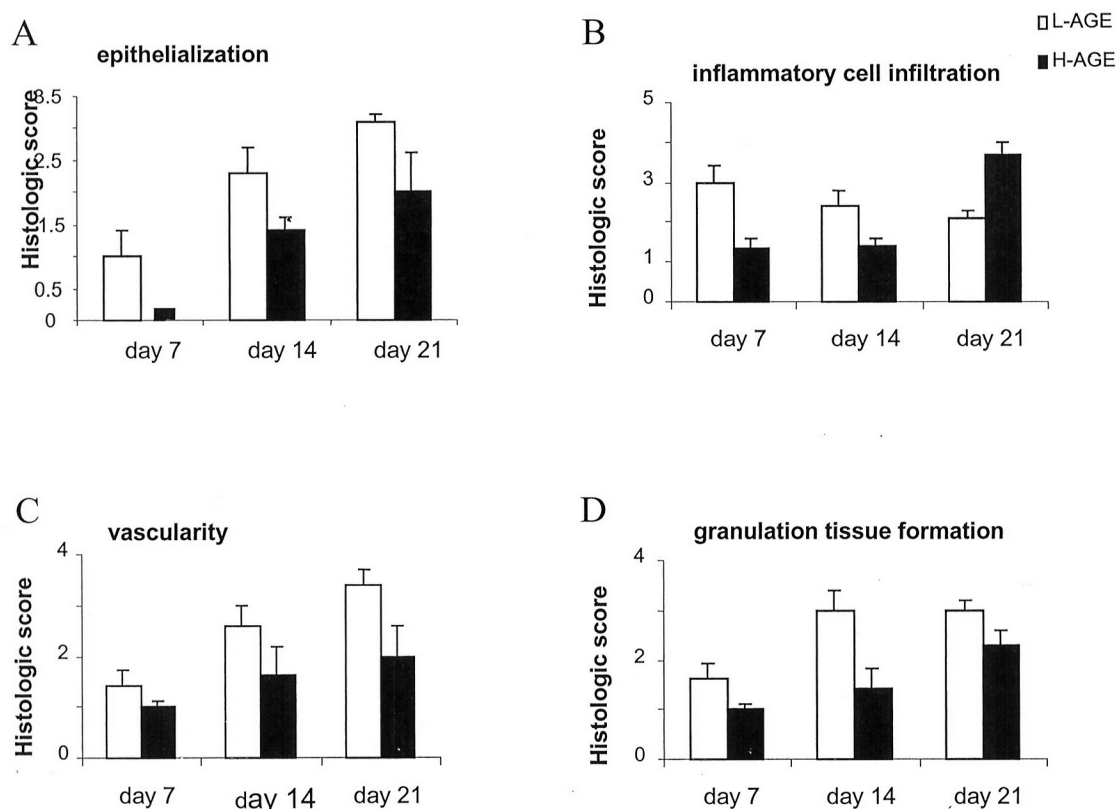 A
epithelialization
Histologic score
3.5
2.5
1.5
0.5
0
day 7
day 14
day 21
B
L-AGE
H-AGE
inflammatory cell infiltration
Histologic score
5
3
1
0
day 7
day 14
day 21
C
vascularity
Histologic score
4
2
0
day 7
day 14
day 21
D
granulation tissue formation
Histologic score
4
2
0
day 7
day 14
day 21